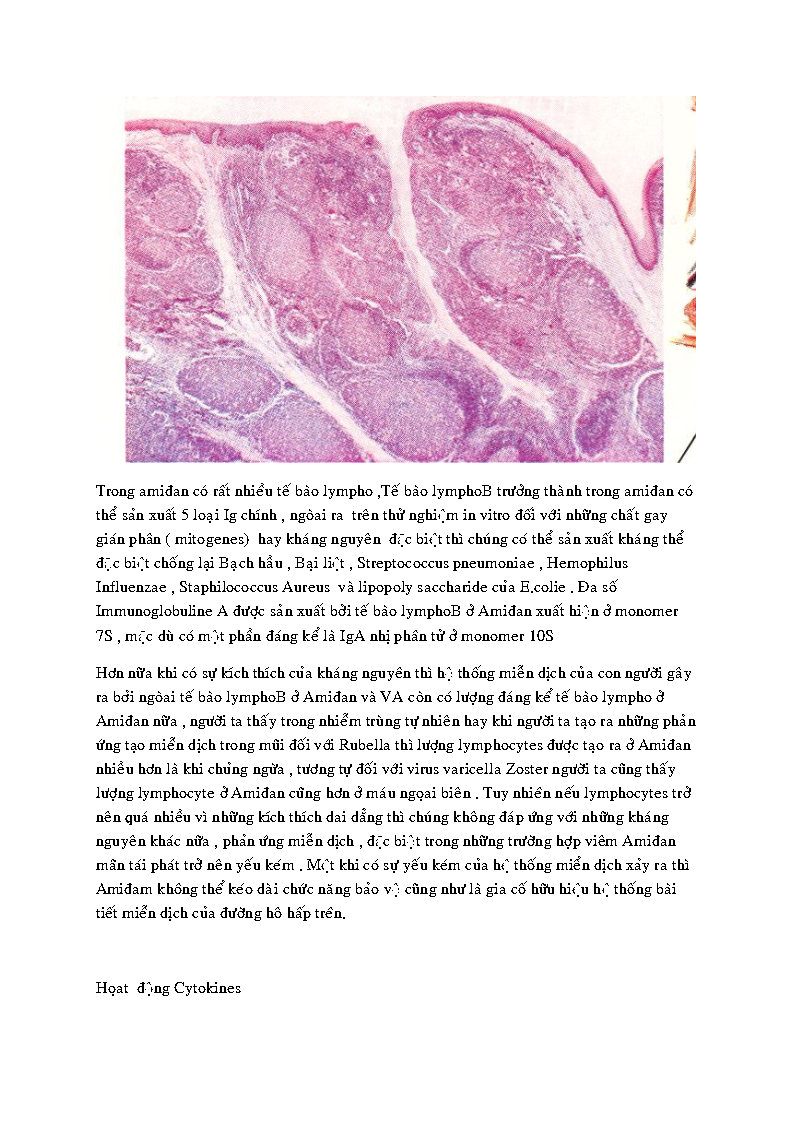 Trong amiđan có rất nhiều tế bào lympho ,Tế bào lymphoB trưởng thành trong amiđan có
thể sản xuất 5 loại Ig chính , ngòai ra  trên thử nghiệm in vitro đối với những chất gay
gián phân ( mitogenes)  hay kháng nguyên  đặc biệt thì chúng có thể sản xuất kháng thể
đặc biệt chống lại Bạch hầu , Bại liệt , Streptococcus pneumoniae , Hemophilus
Influenzae , Staphilococcus Aureus  và lipopoly saccharide của E.colie . Đa số
Immunoglobuline A được sản xuất bởi tế bào lymphoB ở Amiđan xuất hiện ở monomer
7S , mặc dù có một phần đáng kể là IgA nhị phân tử ở monomer 10S
Hơn nữa khi có sự kích thích của kháng nguyên thì hệ thống miễn dịch của con người gây
ra bởi ngòai tế bào lymphoB ở Amiđan và VA còn có lượng đáng kể tế bào lympho ở
Amiđan nữa , người ta thấy trong nhiễm trùng tự nhiên hay khi người ta tạo ra những phản
ứng tạo miễn dịch trong mũi đối với Rubella thì lượng lymphocytes được tạo ra ở Amiđan
nhiều hơn là khi chủng ngừa , tương tự đối với virus varicella Zoster người ta cũng thấy
lượng lymphocyte ở Amiđan cũng hơn ở máu ngọai biên . Tuy nhiên nếu lymphocytes trở
nên quá nhiều vì những kích thích dai dẳng thì chúng không đáp ứng với những kháng
nguyên khác nữa , phản ứng miễn dịch , đặc biệt trong những trường hợp viêm Amiđan
mãn tái phát trở nên yếu kém . Một khi có sự yếu kém của hệ thống miển dịch xảy ra thì
Amiđam không thể kéo dài chức năng bảo vệ cũng như là gia cố hữu hiệu hệ thống bài
tiết miễn dịch của đường hô hấp trên.
Họat  động Cytokines